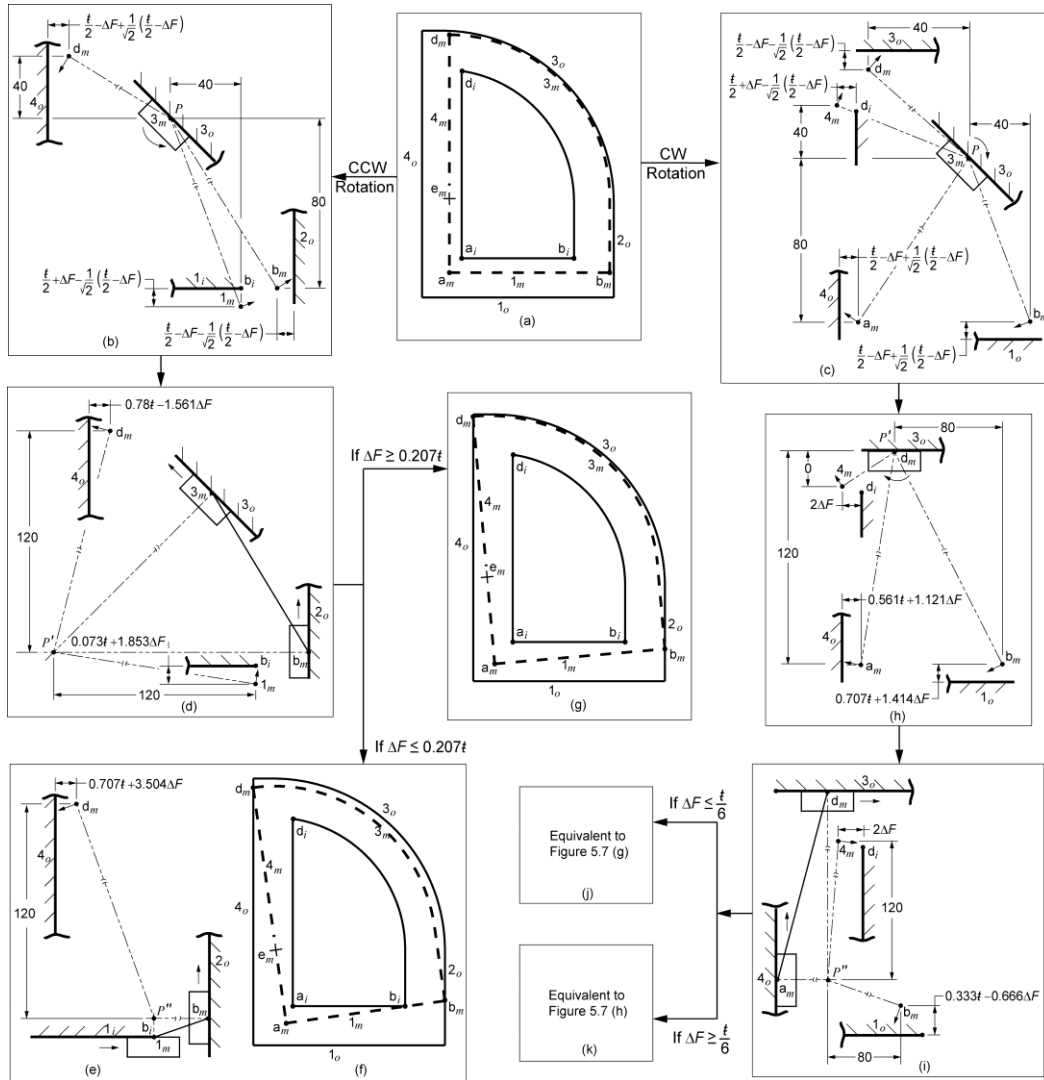 t/2 −ΔF+ 1/√2 (t/2 −ΔF)
d_m
40
40
4_o
P
3_m
3_o
80
2_o
t/2 +ΔF− 1/√2 (t/2 −ΔF)
1_i
b_i
b_m
1_m
t/2 −ΔF− 1/√2 (t/2 −ΔF)
(b)
CCW
Rotation
d_m
3_o
3_m
d_i
4_m
4_o
e_m
2_o
a_i
b_i
a_m
1_m
b_m
1_o
(a)
CW
Rotation
40
t/2 −ΔF− 1/√2 (t/2 −ΔF)
3_o
d_m
t/2 +ΔF− 1/√2 (t/2 −ΔF)
4_m
d_i
40
40
P
3_m
3_o
80
t/2 −ΔF+ 1/√2 (t/2 −ΔF)
4_o
a_m
b_m
1_o
t/2 −ΔF+ 1/√2 (t/2 −ΔF)
(c)
0.78t−1.561ΔF
d_m
4_o
3_m
3_o
120
2_o
P'
0.073t+1.853ΔF
b_i
b_m
1_m
120
(d)
If ΔF ≥ 0.207t
If ΔF ≤ 0.207t
d_m
3_o
3_m
d_i
4_m
4_o
e_m
a_i
b_i
2_o
a_m
1_m
b_m
1_o
(g)
80
P'
3_o
d_m
0
4_m
d_i
2ΔF
120
0.561t+1.121ΔF
4_o
a_m
b_m
0.707t+1.414ΔF
1_o
(h)
0.707t+3.504ΔF
d_m
4_o
120
2_o
P''
b_m
1_i
b_i
1_m
(e)
d_m
3_o
3_m
d_i
4_m
4_o
e_m
a_i
b_i
2_o
b_m
a_m
1_m
1_o
(f)
Equivalent to
Figure 5.7 (g)
(j)
If ΔF ≤ t/6
Equivalent to
Figure 5.7 (h)
(k)
If ΔF ≥ t/6
3_o
d_m
2ΔF
4_m
d_i
120
4_o
a_m
P''
b_m
0.333t−0.666ΔF
1_o
80
(i)